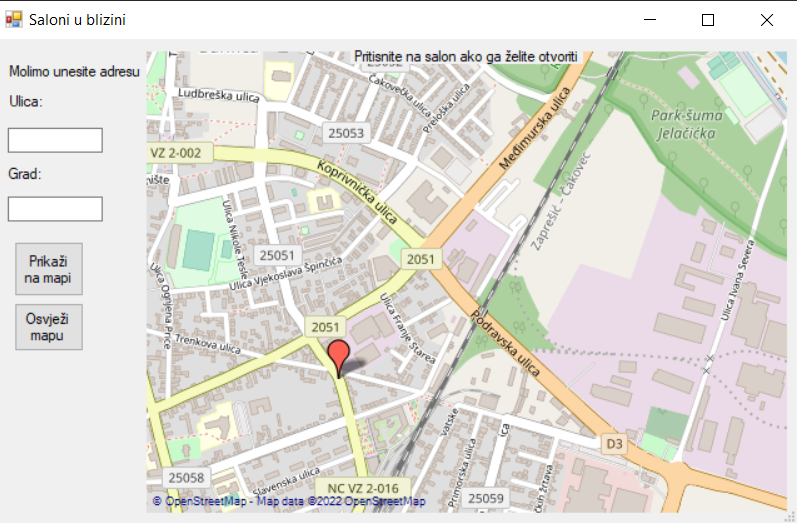 Saloni u blizini
Molimo unesite adresu
Ulica:
Grad:
Prikaži
na mapi
Osvježi
mapu
Pritisnite na salon ako ga želite otvoriti
Ludbreška ulica
Čakovečka ulica
Preloška ulica
25053
Međimurska ulica
Park-šuma
Jelačićka
VZ 2-002
Koprivnička ulica
Zaprešić – Čakovec
Ulica Nikole Tesle
25051
Ulica Vjekoslava Špinčića
2051
Ulica Ivana Severa
Ulica Ognjena Price
2051
Ulica Franje Starea
Podravska ulica
Trenkova ulica
D3
25058
Slavenska ulica
NC VZ 2-016
Primorska ulica
25059
© OpenStreetMap - Map data ©2022 OpenStreetMap